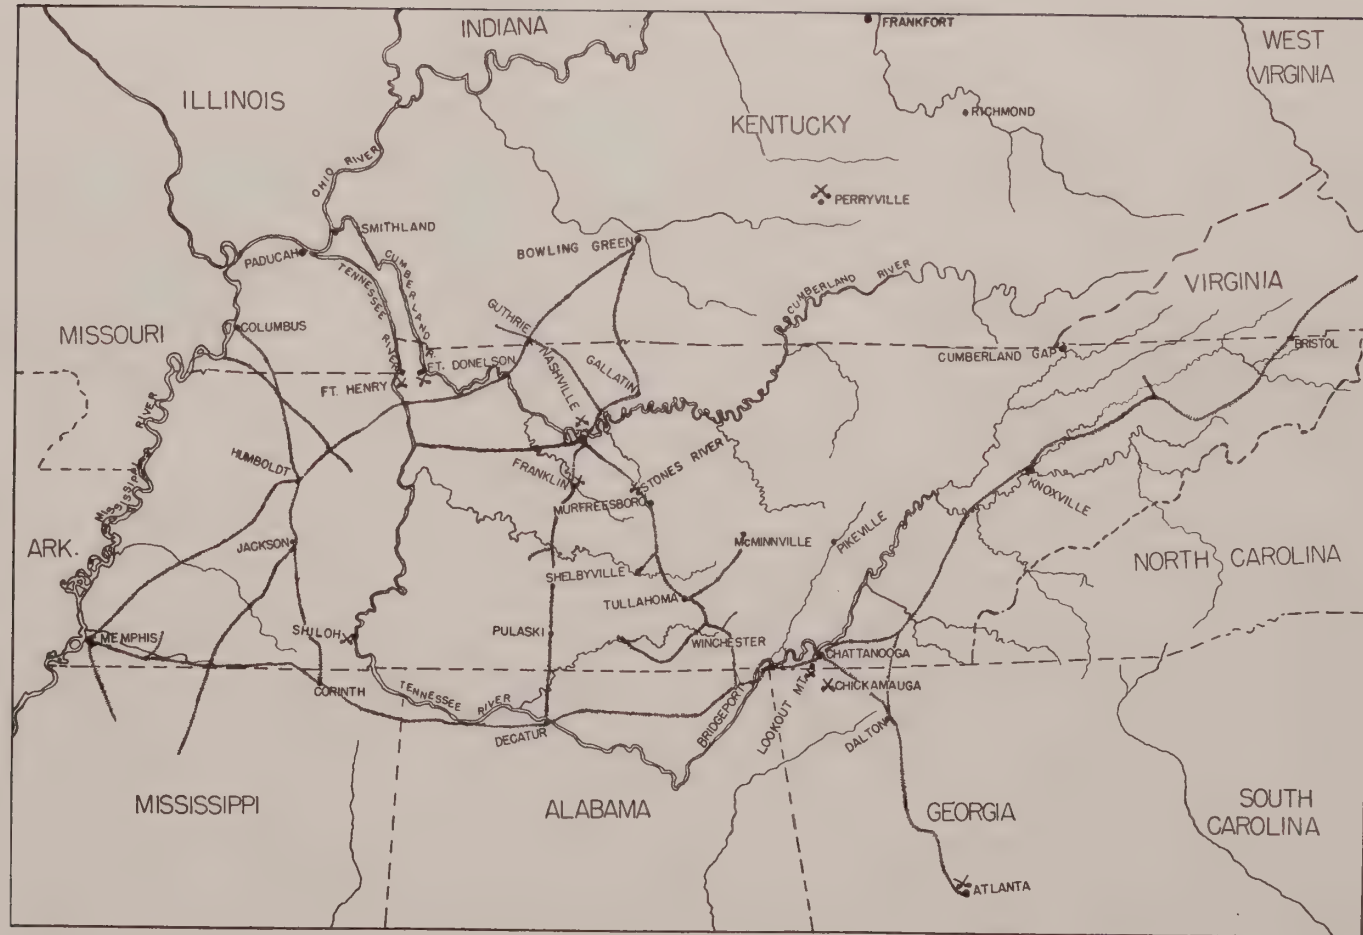 INDIANA
FRANKFORT
WEST
VIRGINIA
ILLINOIS
RICHMOND
KENTUCKY
OHIO RIVER
PERRYVILLE
SMITHLAND
BOWLING GREEN
PADUCAH
TENNESSEE RIVER
CUMBERLAND R.
CUMBERLAND RIVER
VIRGINIA
MISSOURI
COLUMBUS
GUTHRIE
BRISTOL
CUMBERLAND GAP
FT. DONELSON
FT. HENRY
NASHVILLE
GALLATIN
MISSISSIPPI RIVER
HUMBOLDT
FRANKLIN
STONES RIVER
KNOXVILLE
MURFREESBORO
ARK.
JACKSON
McMINNVILLE
PIKEVILLE
NORTH CAROLINA
SHELBYVILLE
TULLAHOMA
MEMPHIS
SHILOH
PULASKI
WINCHESTER
CHATTANOOGA
CORINTH
TENNESSEE RIVER
CHICKAMAUGA
BRIDGEPORT
LOOKOUT MT.
DECATUR
DALTON
MISSISSIPPI
ALABAMA
GEORGIA
SOUTH
CAROLINA
ATLANTA